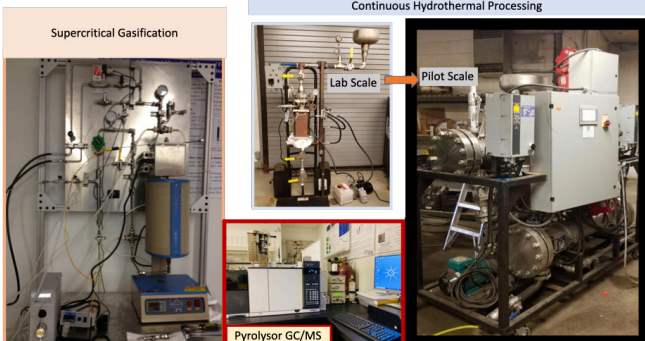 Continuous Hydrothermal Processing
Supercritical Gasification
Lab Scale
Pilot Scale
Pyrolysor GC/MS